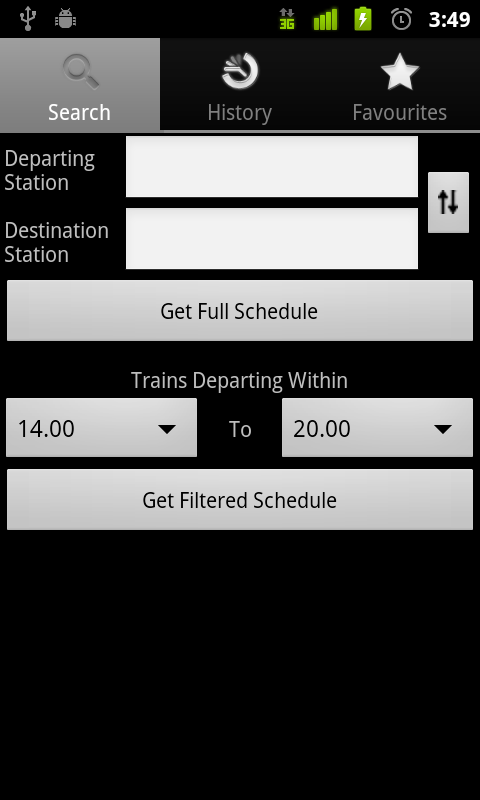 3G
3:49
Search
History
Favourites
Departing
Station
Destination
Station
Get Full Schedule
Trains Departing Within
14.00
To
20.00
Get Filtered Schedule